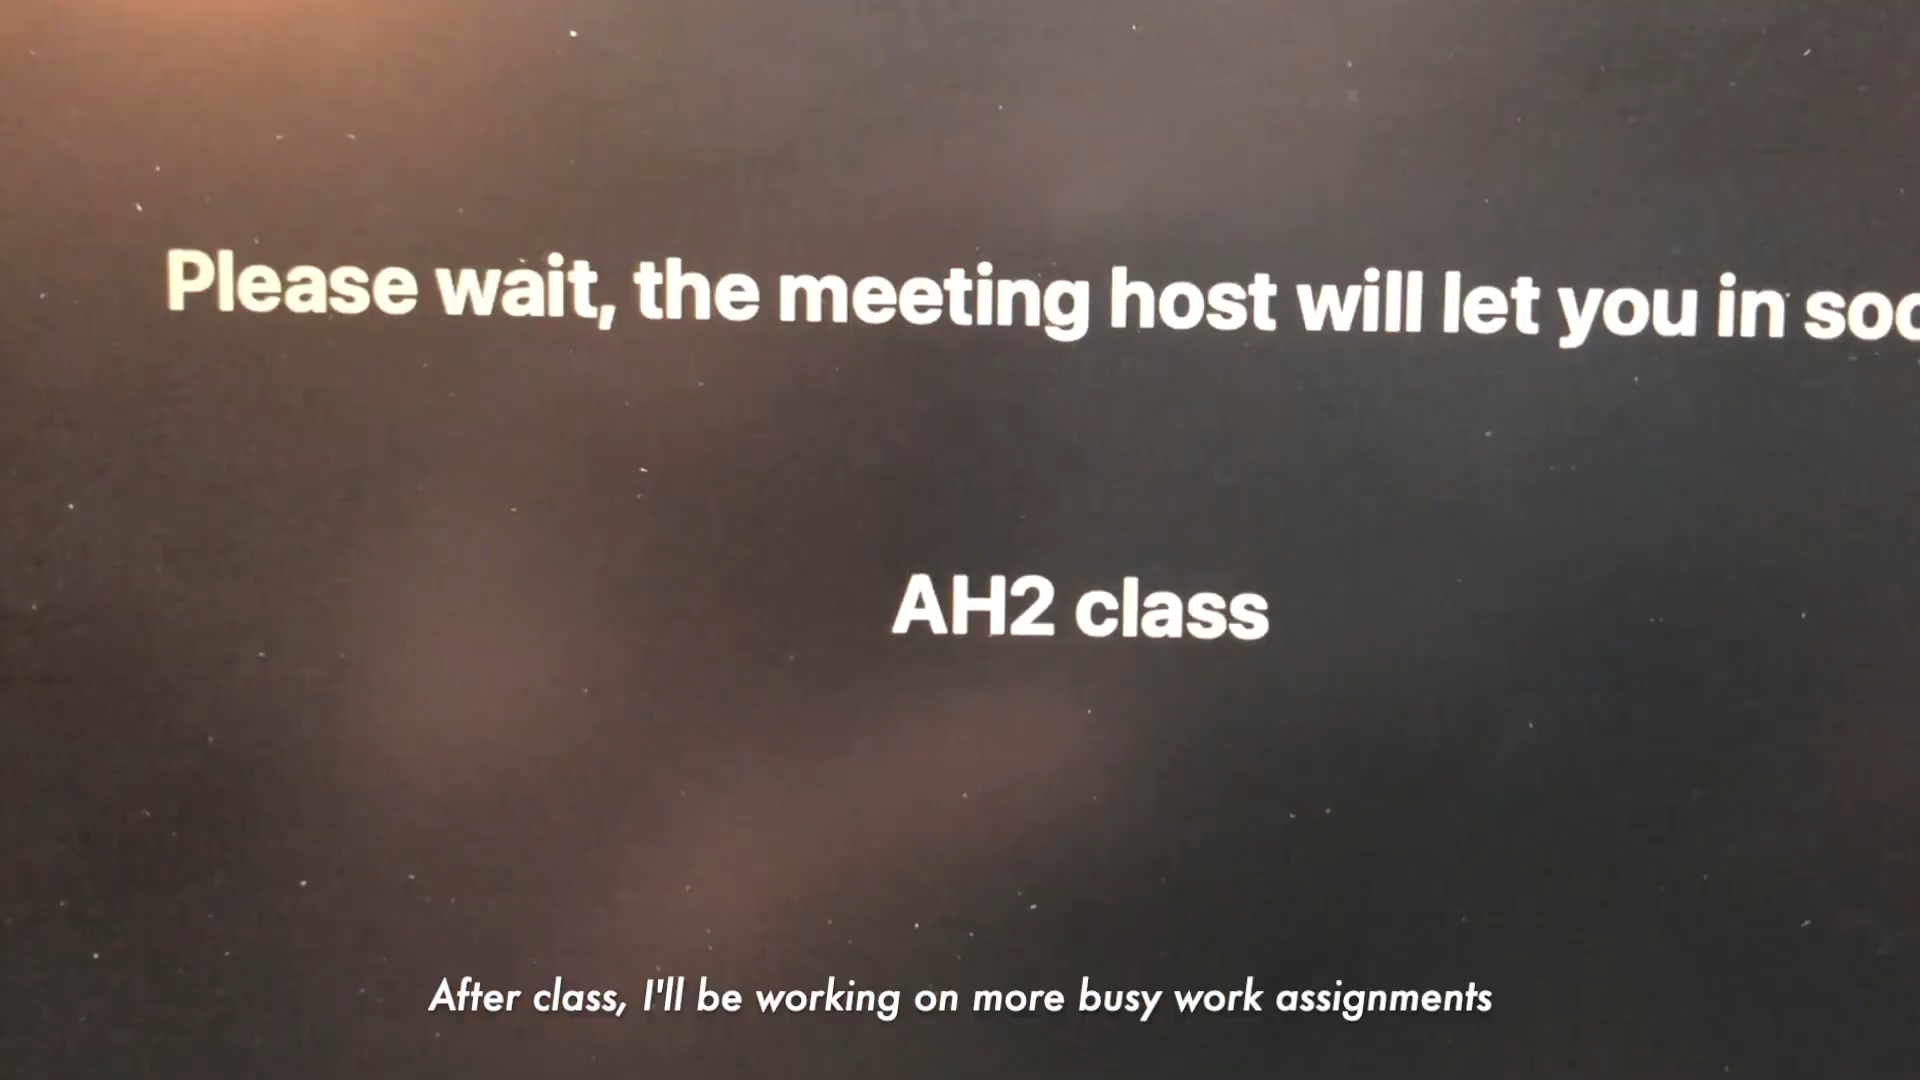 Please wait, the meeting host will let you in
AH2 class
After class, I'll be working on more busy work assignments